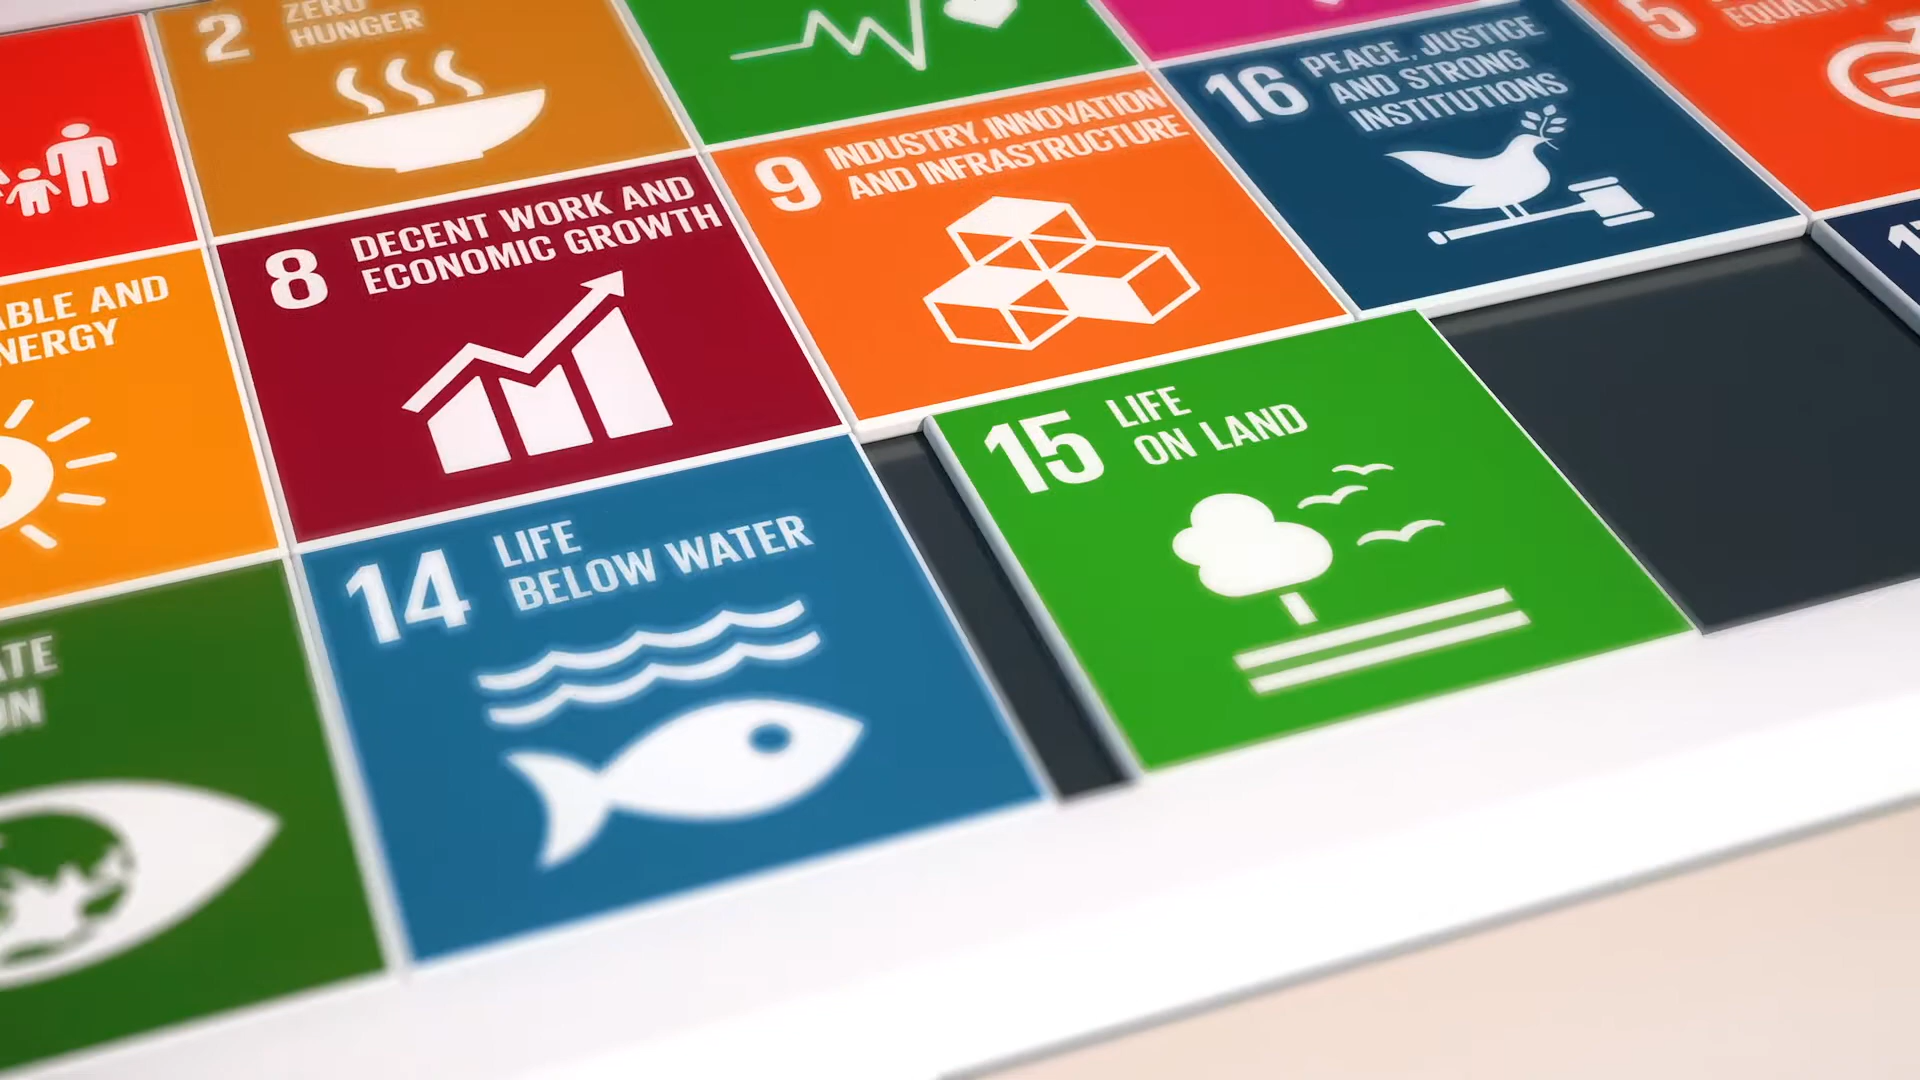 2 ZERO
HUNGER
5
EQUALITY
16 PEACE, JUSTICE
AND STRONG
INSTITUTIONS
9 INDUSTRY, INNOVATION
AND INFRASTRUCTURE
8 DECENT WORK AND
ECONOMIC GROWTH
ABLE AND
NERGY
15 LIFE
ON LAND
14 LIFE
BELOW WATER
ATE
ON